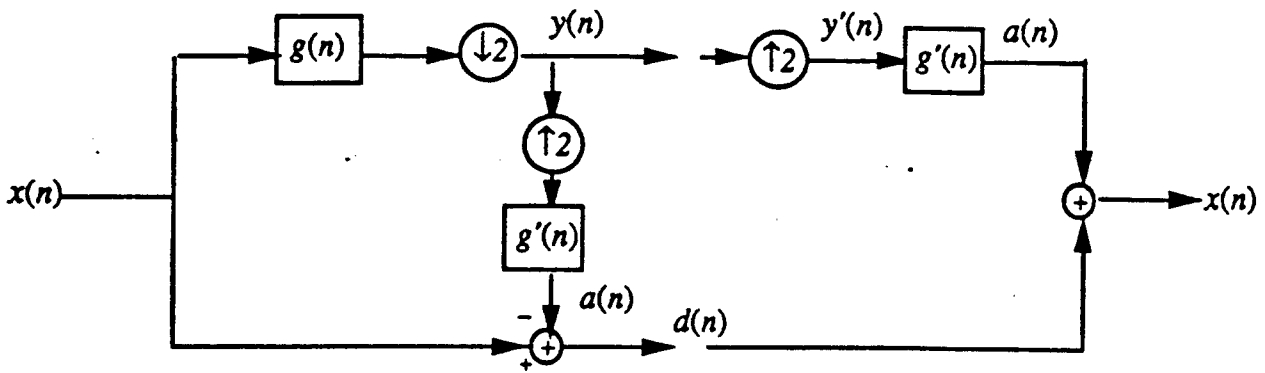 g(n) ↓2 y(n) ↑2 y'(n) g'(n) a(n)
↑2
x(n) + x(n)
g'(n)
a(n)
− + d(n)
+